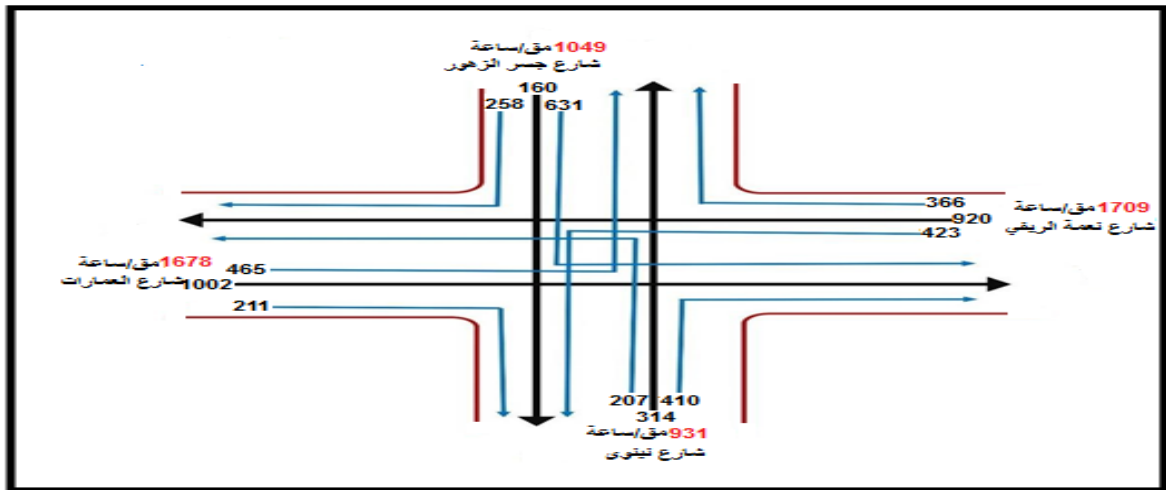 1049مق/ساعة
شارع جسر الزهور
160
258 631
366
920
423
1709مق/ساعة
شارع نعمة الريفي
1678مق/ساعة
شارع العمارات
465
1002
211
207 410
314
931مق/ساعة
شارع نينوى